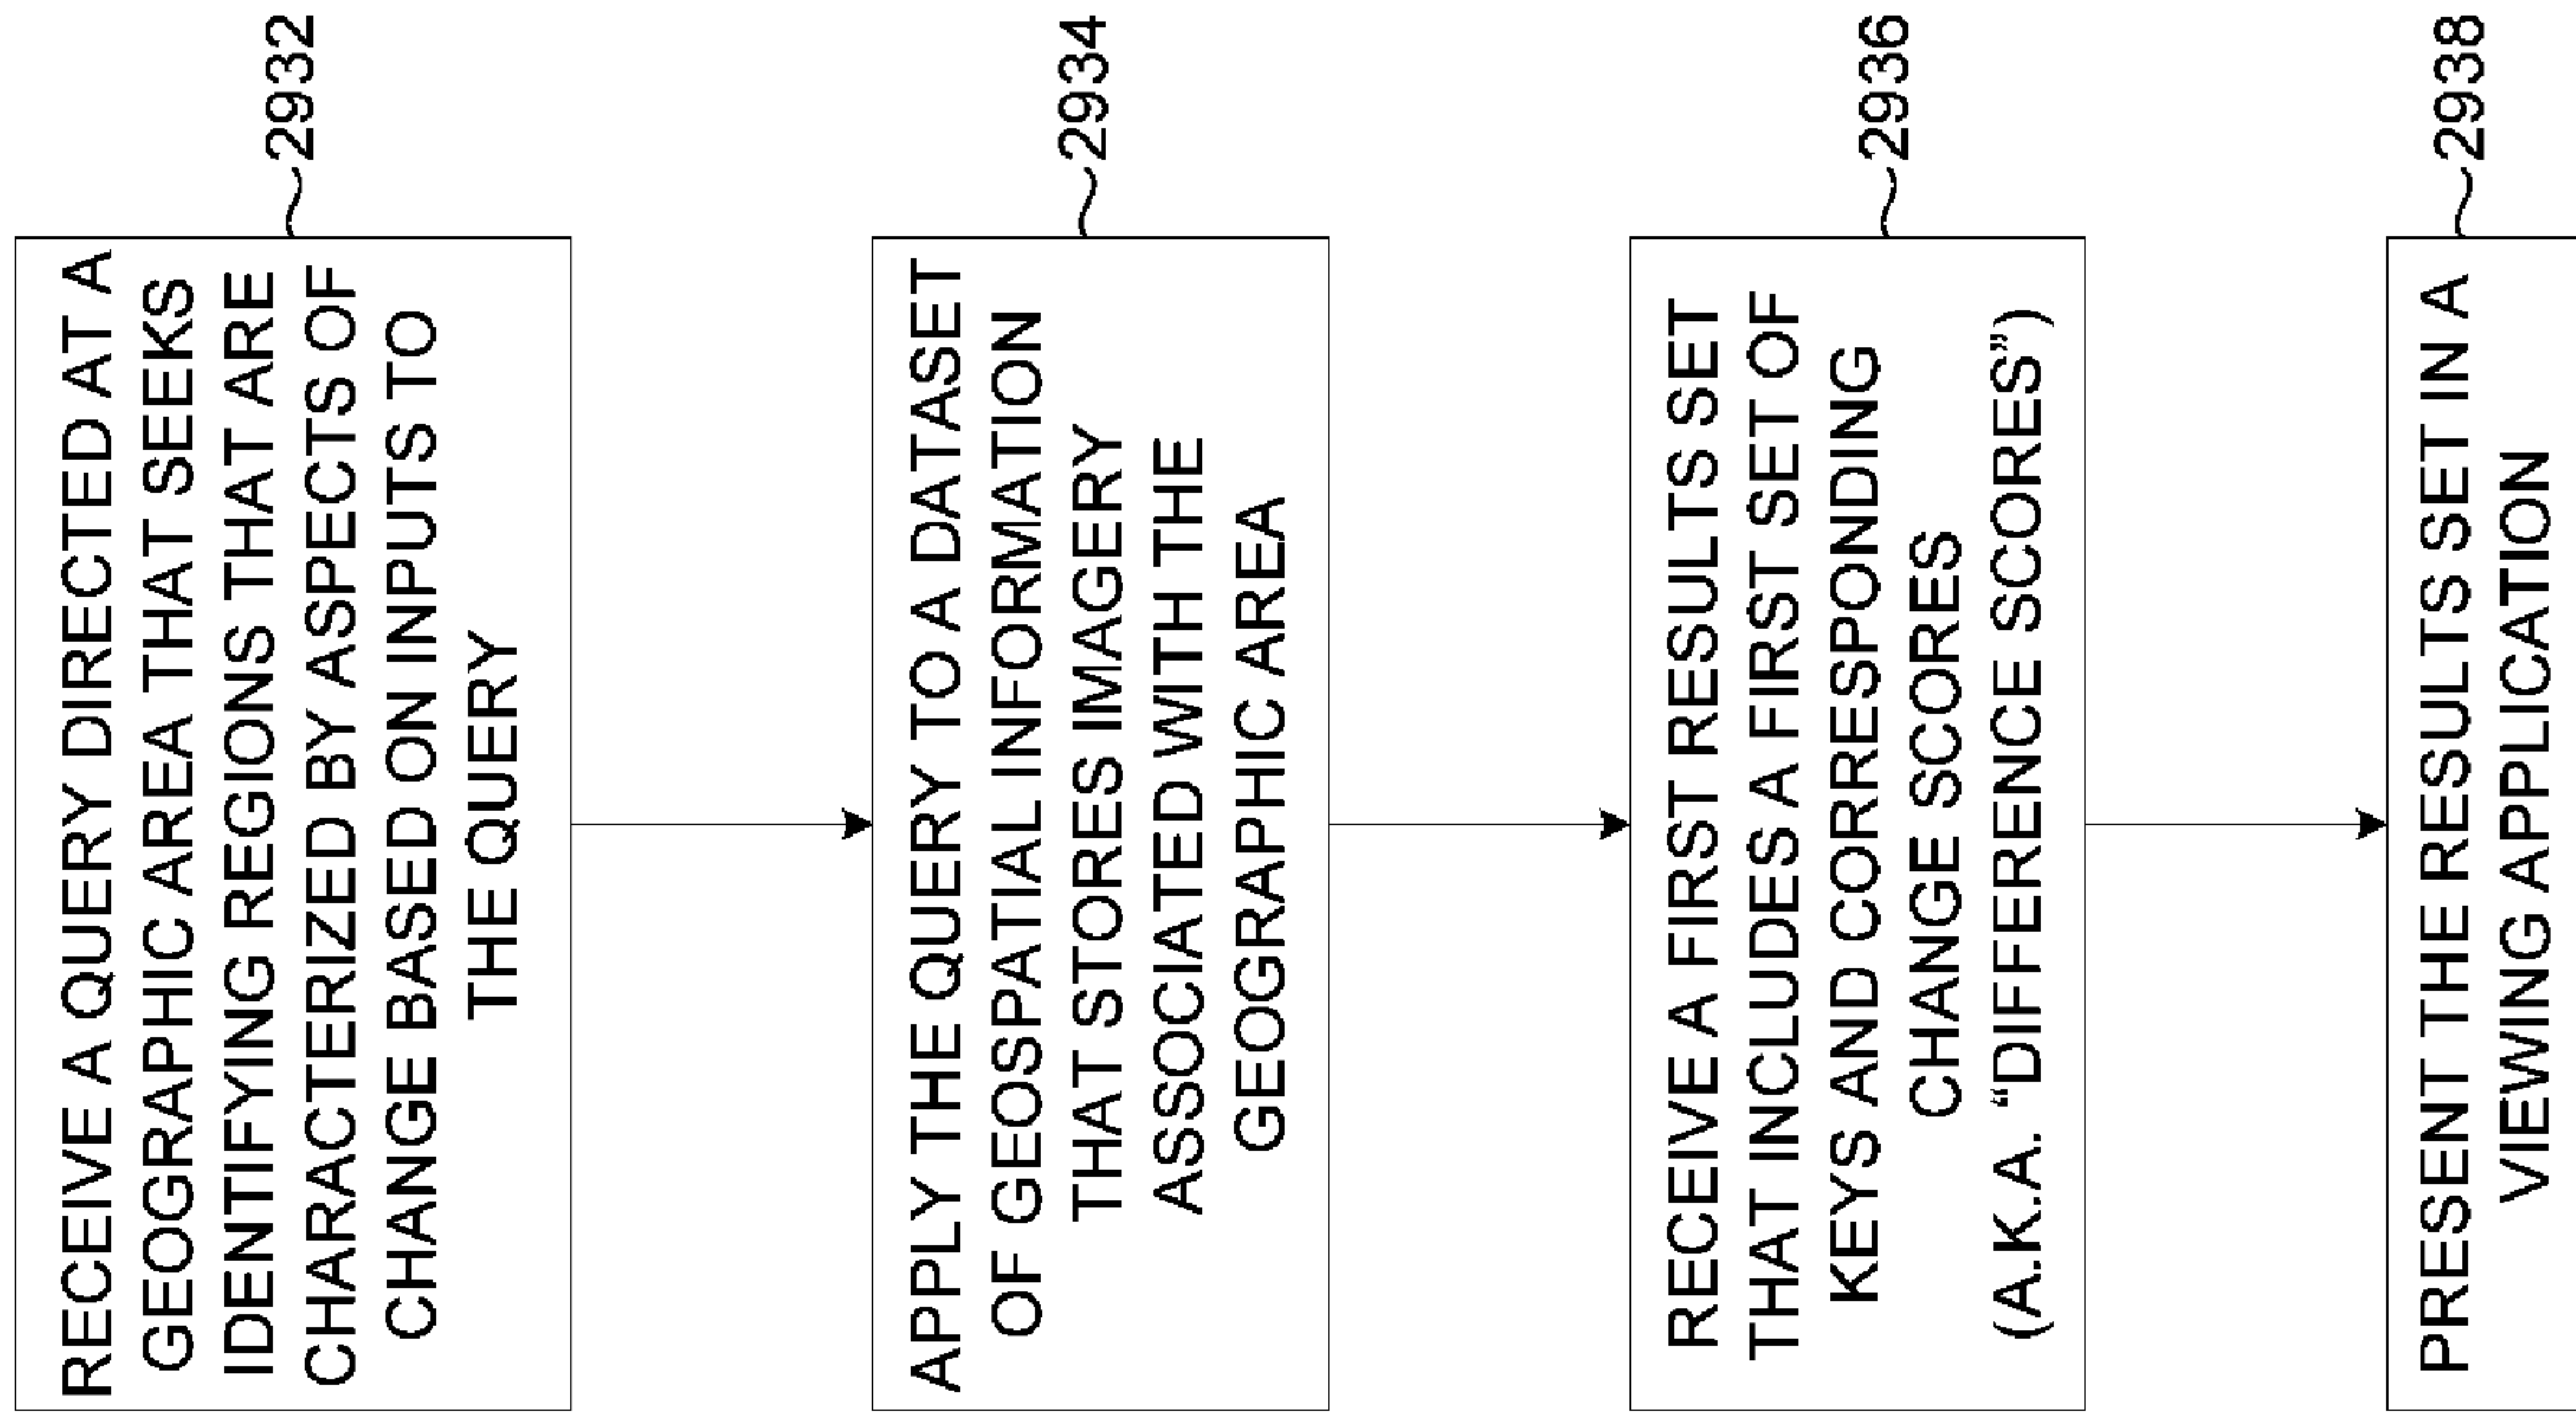 RECEIVE A QUERY DIRECTED AT A
GEOGRAPHIC AREA THAT SEEKS
IDENTIFYING REGIONS THAT ARE
CHARACTERIZED BY ASPECTS OF
CHANGE BASED ON INPUTS TO
THE QUERY
2932
APPLY THE QUERY TO A DATASET
OF GEOSPATIAL INFORMATION
THAT STORES IMAGERY
ASSOCIATED WITH THE
GEOGRAPHIC AREA
2934
RECEIVE A FIRST RESULTS SET
THAT INCLUDES A FIRST SET OF
KEYS AND CORRESPONDING
CHANGE SCORES
(A.K.A. “DIFFERENCE SCORES”)
2936
PRESENT THE RESULTS SET IN A
VIEWING APPLICATION
2938